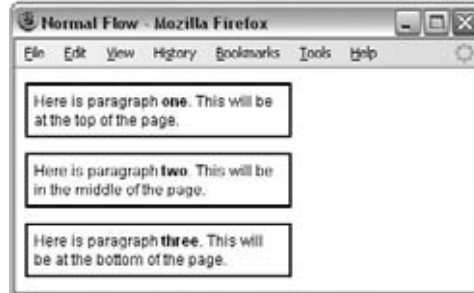 Normal Flow - Mozilla Firefox
File Edit View History Bookmarks Tools Help
Here is paragraph one. This will be
at the top of the page.
Here is paragraph two. This will be
in the middle of the page.
Here is paragraph three. This will
be at the bottom of the page.